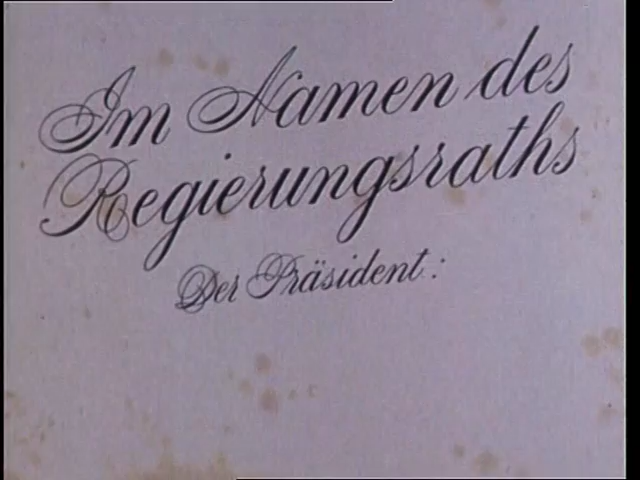 Im Namen des
Regierungsraths
Der Präsident: